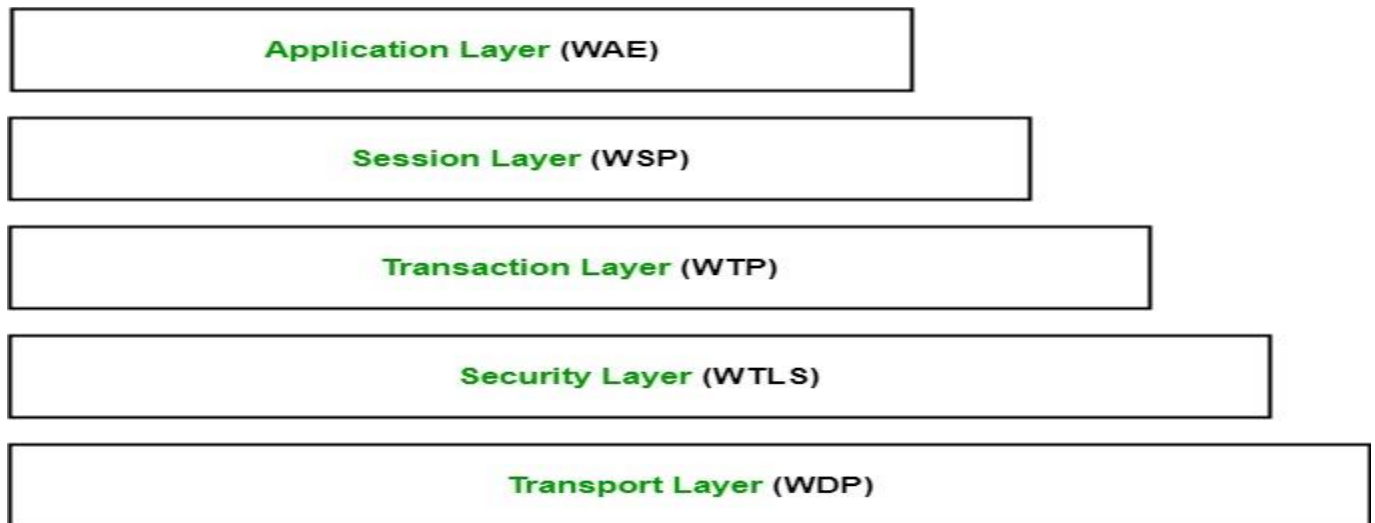 Application Layer (WAE)
Session Layer (WSP)
Transaction Layer (WTP)
Security Layer (WTLS)
Transport Layer (WDP)